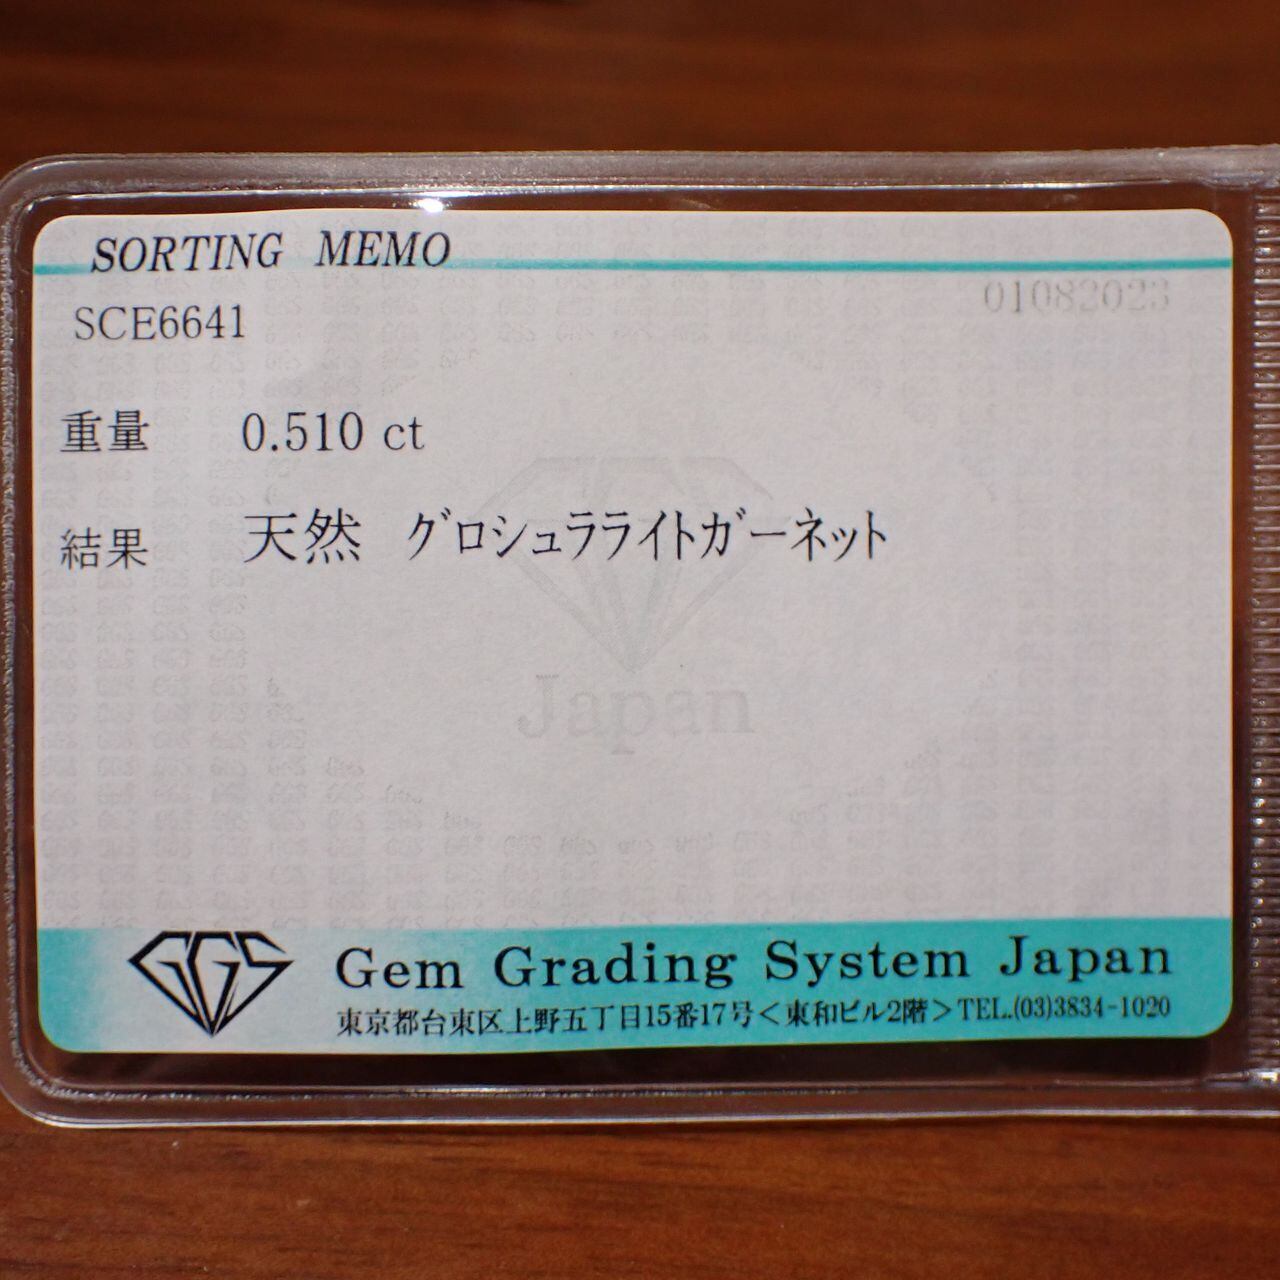 SORTING MEMO
01082023
SCE6641
重量 0.510 ct
結果 天然 グロシュラライトガーネット
Japan
GGS
Gem Grading System Japan
東京都台東区上野五丁目15番17号＜東和ビル2階＞TEL.(03)3834-1020